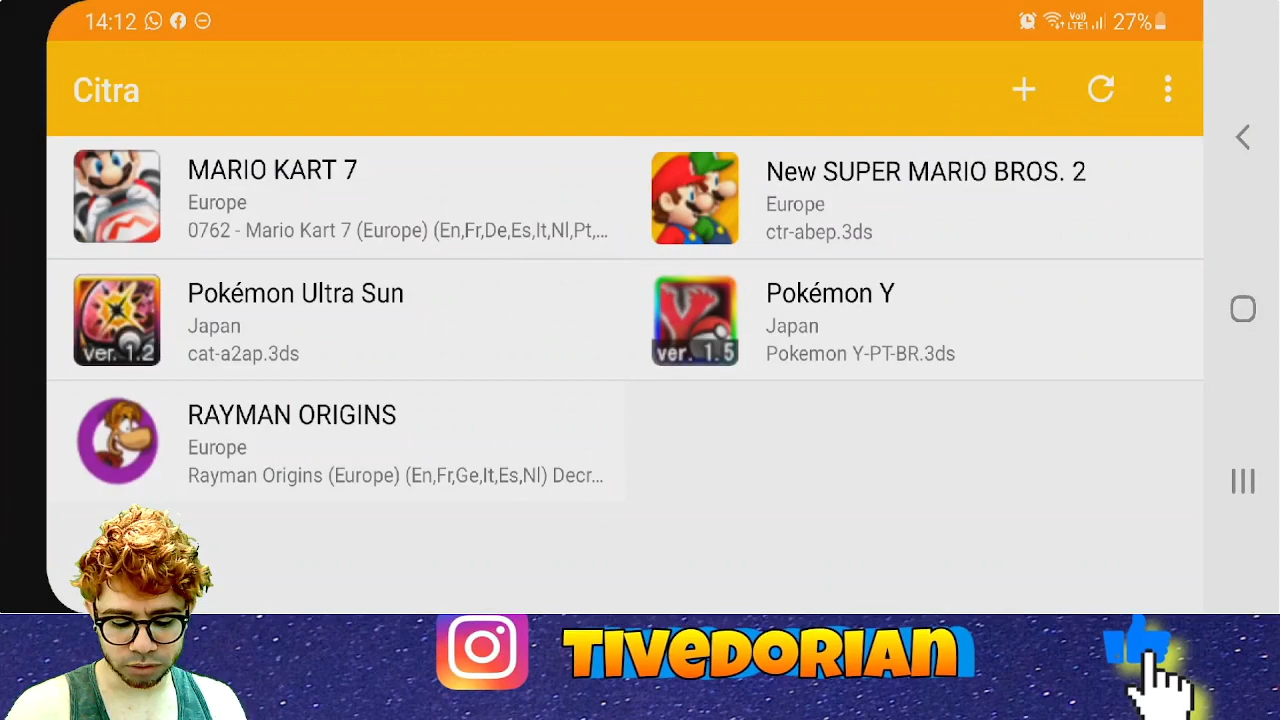 14:12
Vo)) LTE1 27%
Citra
MARIO KART 7
Europe
0762 - Mario Kart 7 (Europe) (En,Fr,De,Es,It,Nl,Pt,...
New SUPER MARIO BROS. 2
Europe
ctr-abep.3ds
Pokémon Ultra Sun
Japan
cat-a2ap.3ds
ver. 1.2
Pokémon Y
Japan
Pokemon Y-PT-BR.3ds
ver. 1.5
RAYMAN ORIGINS
Europe
Rayman Origins (Europe) (En,Fr,Ge,It,Es,Nl) Decr...
TIVEDORIAN